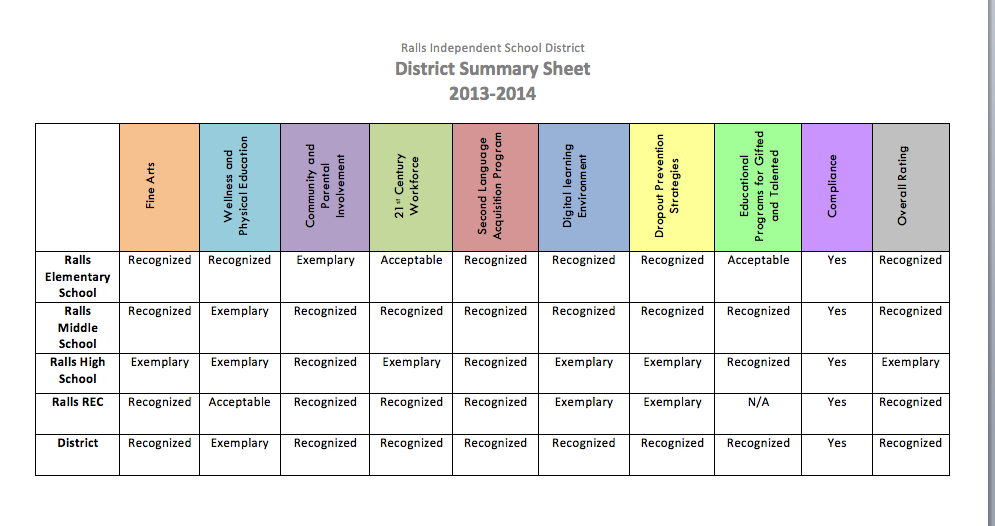 Ralls Independent School District
District Summary Sheet
2013-2014
Fine Arts
Wellness and
Physical Education
Community and
Parental
Involvement
21st Century
Workforce
Second Language
Acquisition Program
Digital learning
Environment
Dropout Prevention
Strategies
Educational
Programs for Gifted
and Talented
Compliance
Overall Rating
Ralls
Elementary
School
Recognized Recognized Exemplary Acceptable Recognized Recognized Recognized Acceptable Yes Recognized
Ralls
Middle
School
Recognized Exemplary Recognized Recognized Recognized Recognized Recognized Recognized Yes Recognized
Ralls High
School
Exemplary Exemplary Recognized Exemplary Recognized Exemplary Exemplary Recognized Yes Exemplary
Ralls REC Recognized Acceptable Recognized Recognized Recognized Exemplary Exemplary N/A Yes Recognized
District Recognized Exemplary Recognized Recognized Recognized Recognized Recognized Recognized Yes Recognized